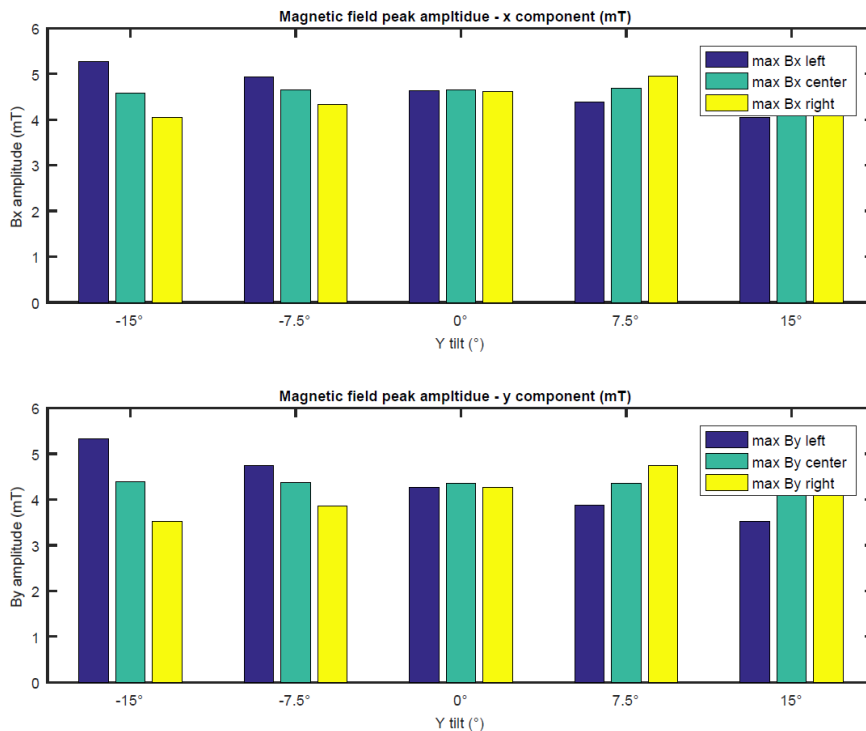 Magnetic field peak ampltidue - x component (mT)
6
5
4
3
2
1
0
Bx amplitude (mT)
max Bx left
max Bx center
max Bx right
-15°
-7.5°
0°
7.5°
15°
Y tilt (°)
Magnetic field peak ampltidue - y component (mT)
6
5
4
3
2
1
0
By amplitude (mT)
max By left
max By center
max By right
-15°
-7.5°
0°
7.5°
15°
Y tilt (°)